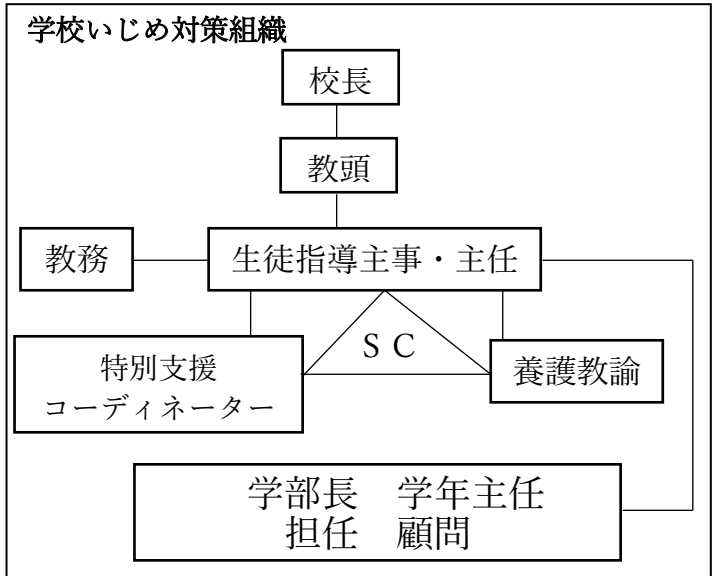 学校いじめ対策組織
校長
教頭
教務
生徒指導主事・主任
ＳＣ
特別支援
コーディネーター
養護教諭
学部長　学年主任
担任　顧問